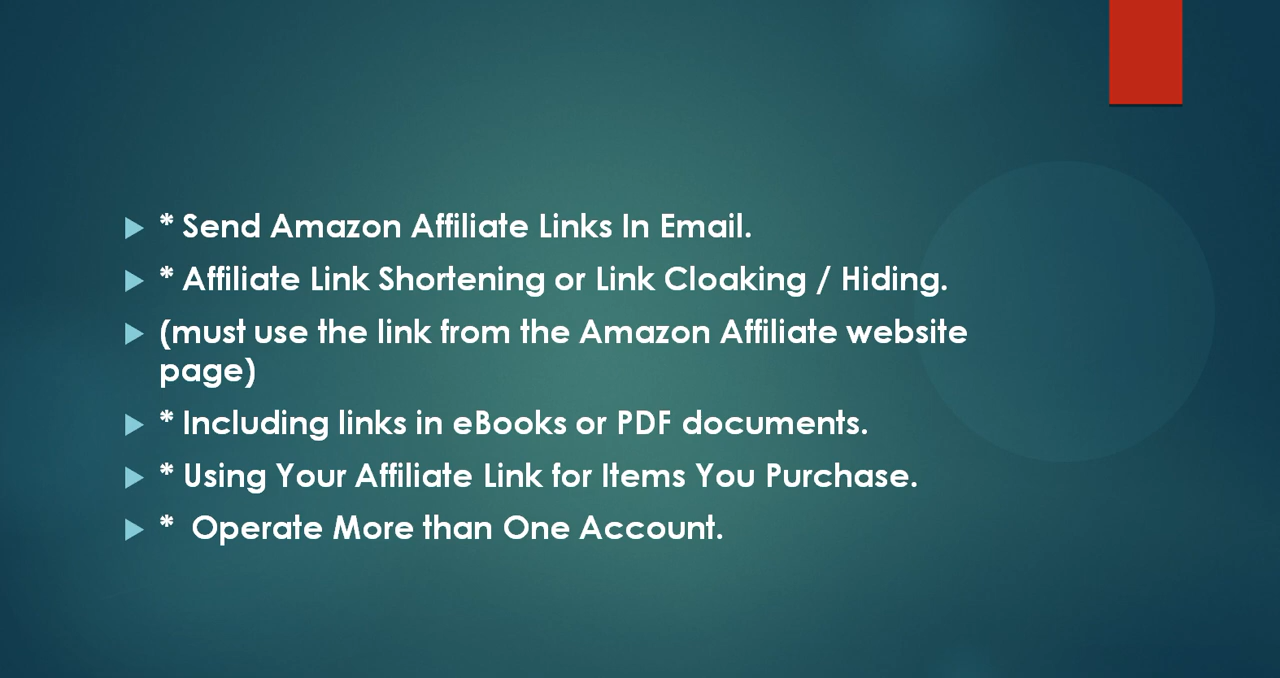 * Send Amazon Affiliate Links In Email.
* Affiliate Link Shortening or Link Cloaking / Hiding.
(must use the link from the Amazon Affiliate website
page)
* Including links in eBooks or PDF documents.
* Using Your Affiliate Link for Items You Purchase.
*  Operate More than One Account.